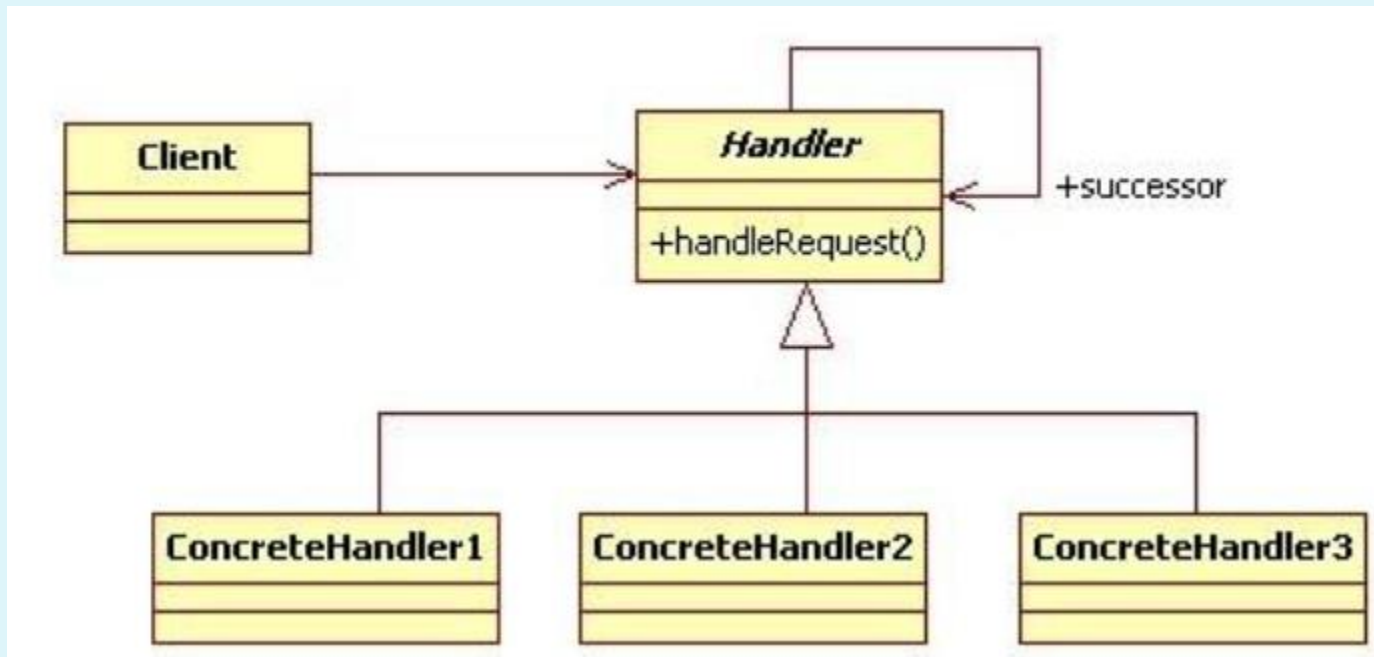 Client
Handler
+successor
+handleRequest()
ConcreteHandler1
ConcreteHandler2
ConcreteHandler3